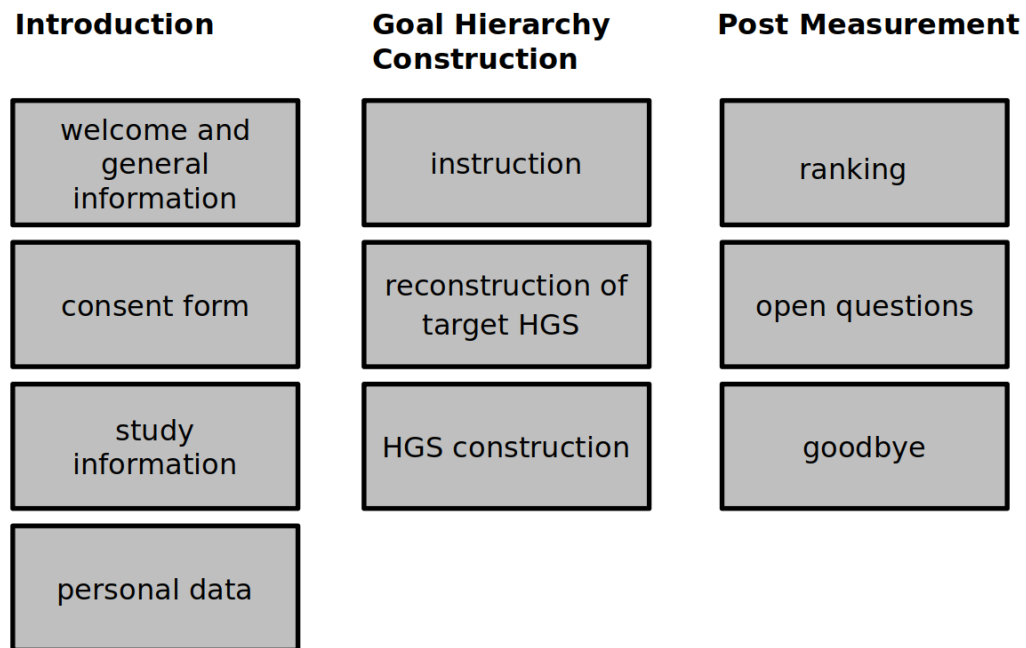 Introduction
welcome and
general
information
consent form
study
information
personal data
Goal Hierarchy
Construction
instruction
reconstruction of
target HGS
HGS construction
Post Measurement
ranking
open questions
goodbye